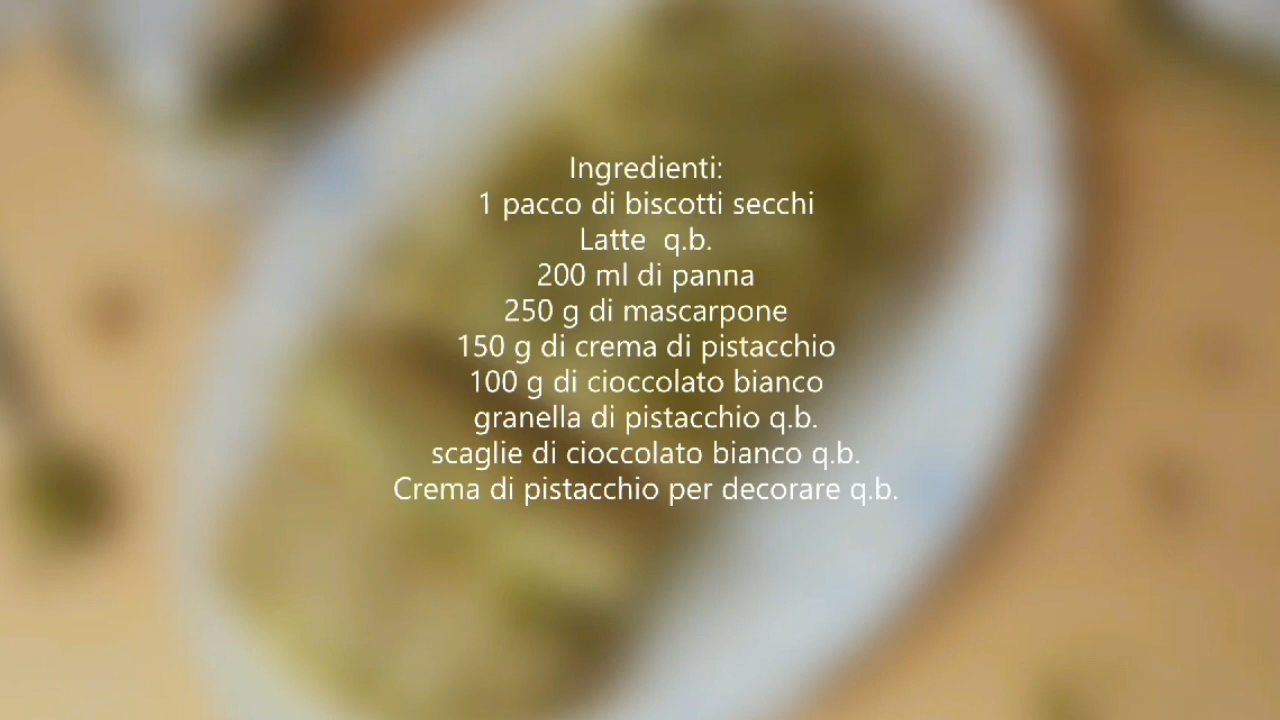 Ingredienti:
1 pacco di biscotti secchi
Latte  q.b.
200 ml di panna
250 g di mascarpone
150 g di crema di pistacchio
100 g di cioccolato bianco
granella di pistacchio q.b.
scaglie di cioccolato bianco q.b.
Crema di pistacchio per decorare q.b.